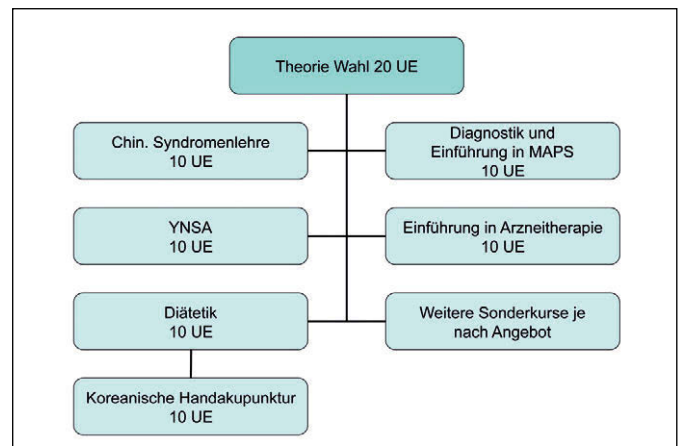 Theorie Wahl 20 UE
Chin. Syndromenlehre
10 UE
Diagnostik und
Einführung in MAPS
10 UE
YNSA
10 UE
Einführung in Arzneitherapie
10 UE
Diätetik
10 UE
Weitere Sonderkurse je
nach Angebot
Koreanische Handakupunktur
10 UE